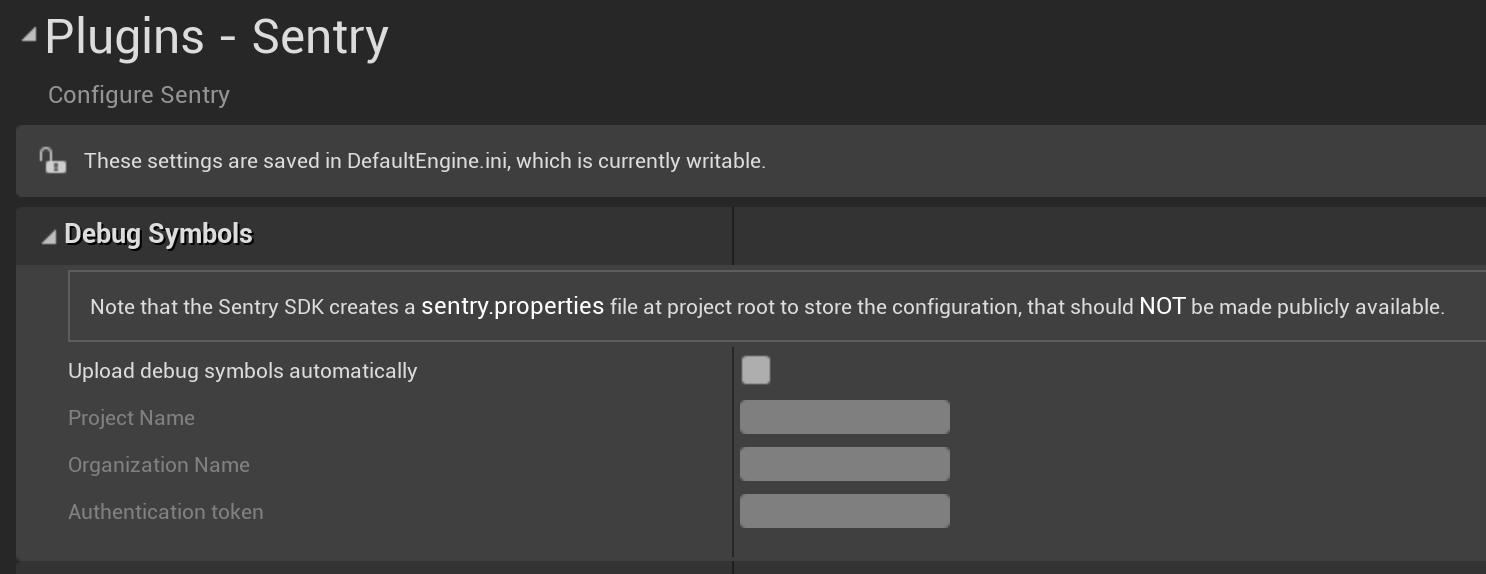 Plugins - Sentry
Configure Sentry
These settings are saved in DefaultEngine.ini, which is currently writable.
Debug Symbols
Note that the Sentry SDK creates a sentry.properties file at project root to store the configuration, that should NOT be made publicly available.
Upload debug symbols automatically
Project Name
Organization Name
Authentication token